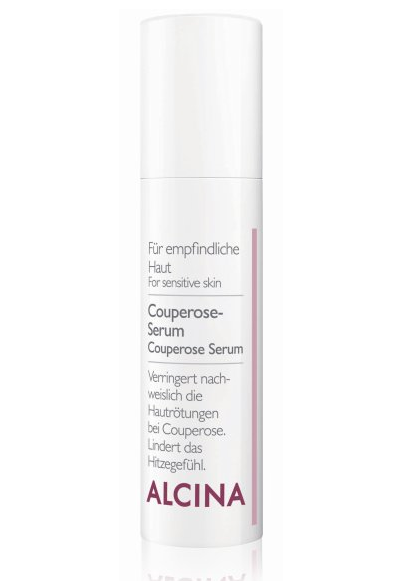 Für empfindliche
Haut
For sensitive skin
Couperose-
Serum
Couperose Serum
Verringert nach-
weislich die
Hautrötungen
bei Couperose.
Lindert das
Hitzegefühl.
ALCINA